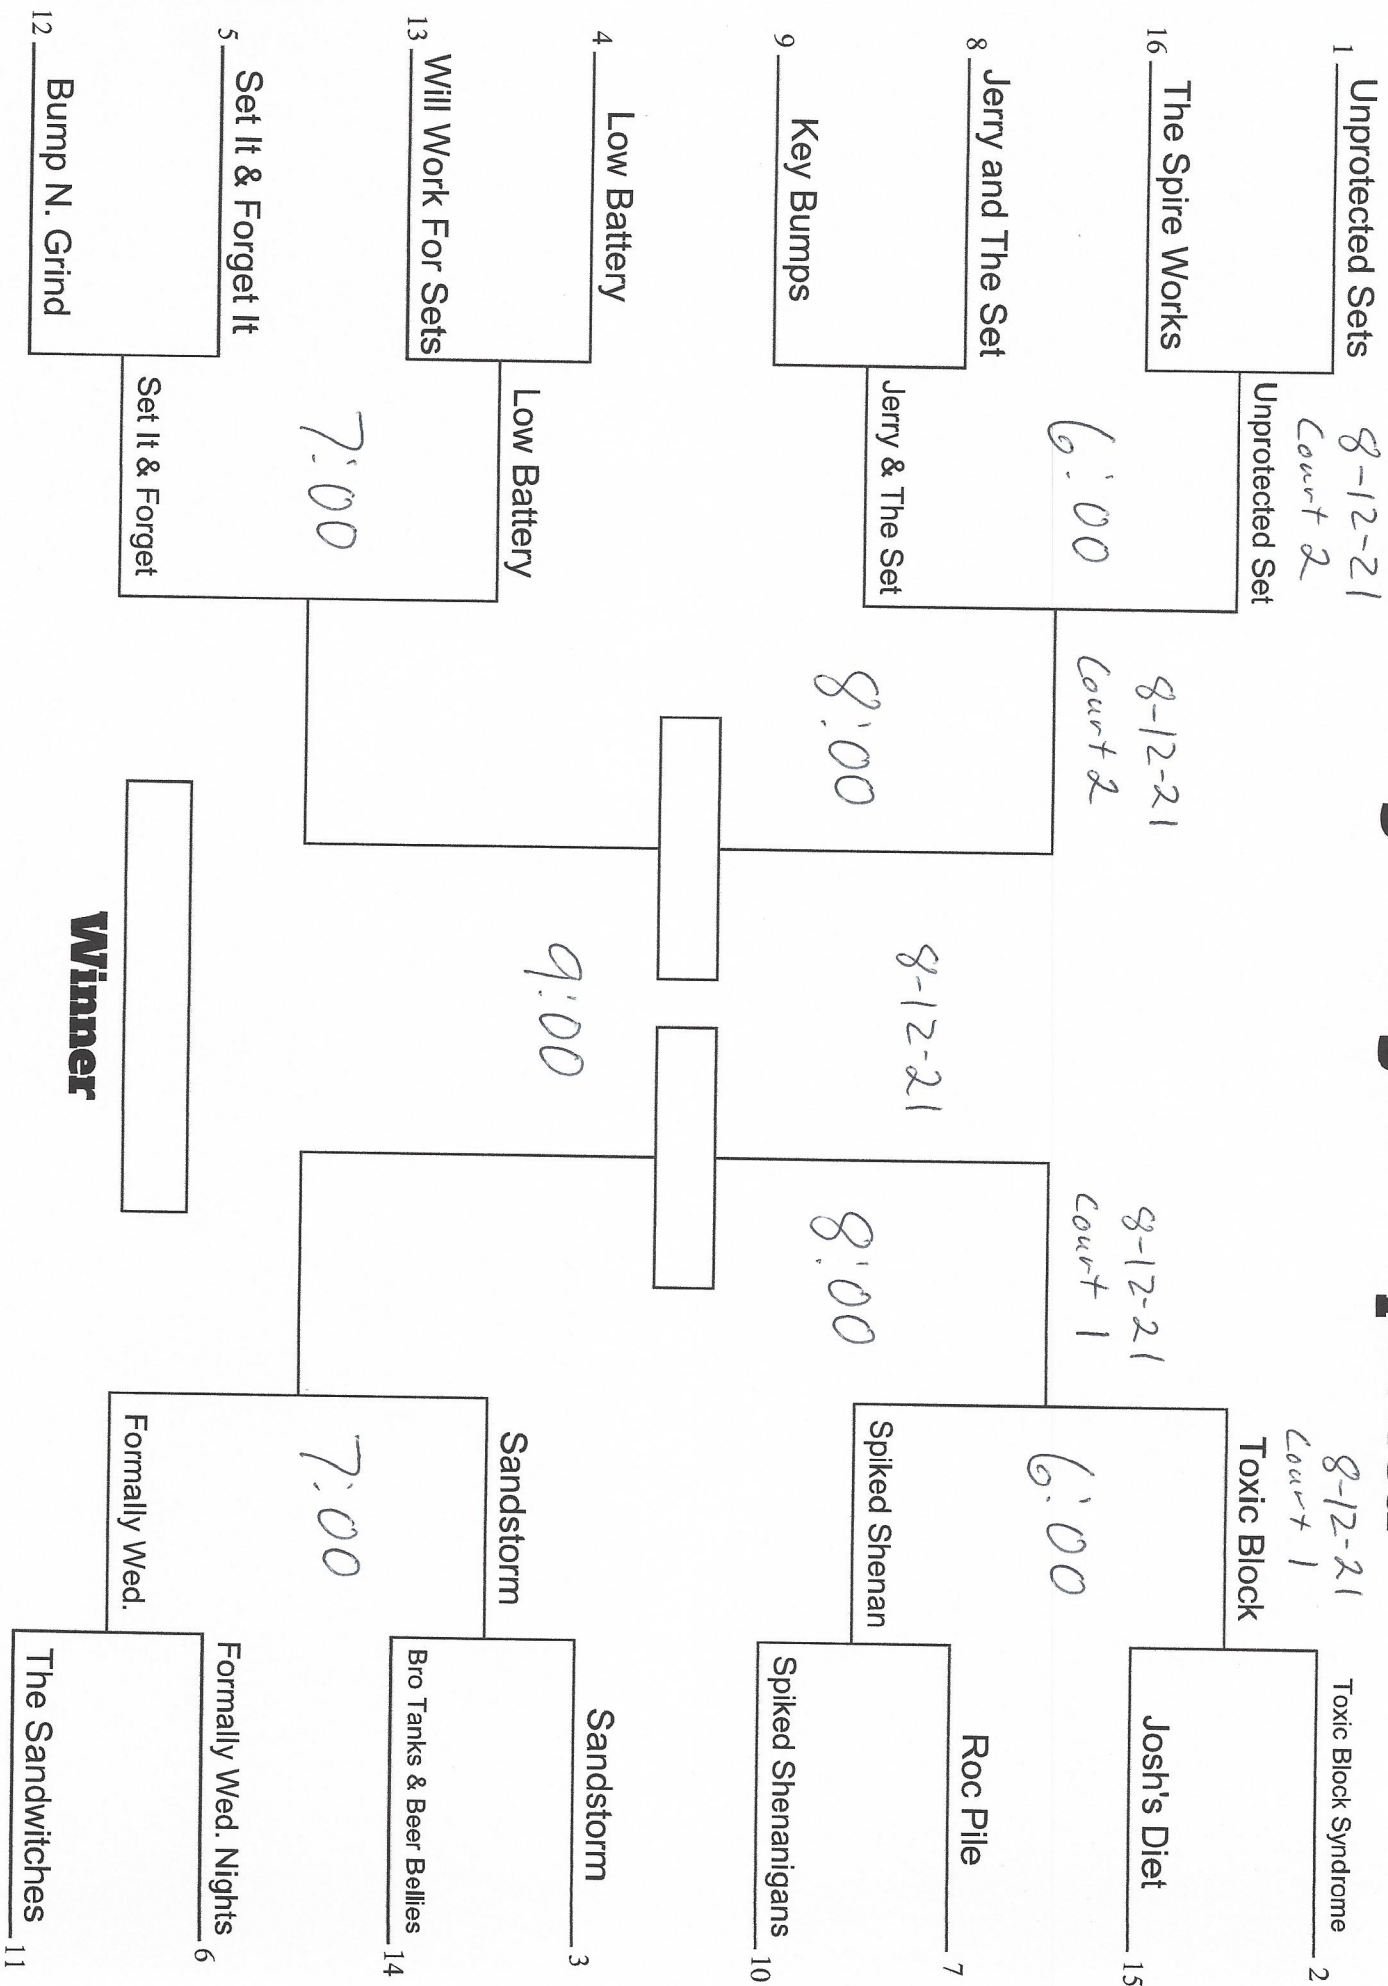 1
Unprotected Sets
16
The Spire Works
8
Jerry and The Set
9
Key Bumps
4
Low Battery
13
Will Work For Sets
5
Set It & Forget It
12
Bump N. Grind
8-12-21
Court 2
Unprotected Set
6:00
Jerry & The Set
Low Battery
7:00
Set It & Forget
8-12-21
Court 2
8:00
8-12-21
9:00
Winner
8-12-21
Court 1
8:00
8-12-21
Court 1
Toxic Block
6:00
Spiked Shenan
Sandstorm
7:00
Formally Wed.
Toxic Block Syndrome
2
Josh's Diet
15
Roc Pile
7
Spiked Shenanigans
10
Sandstorm
3
Bro Tanks & Beer Bellies
14
Formally Wed. Nights
6
The Sandwitches
11